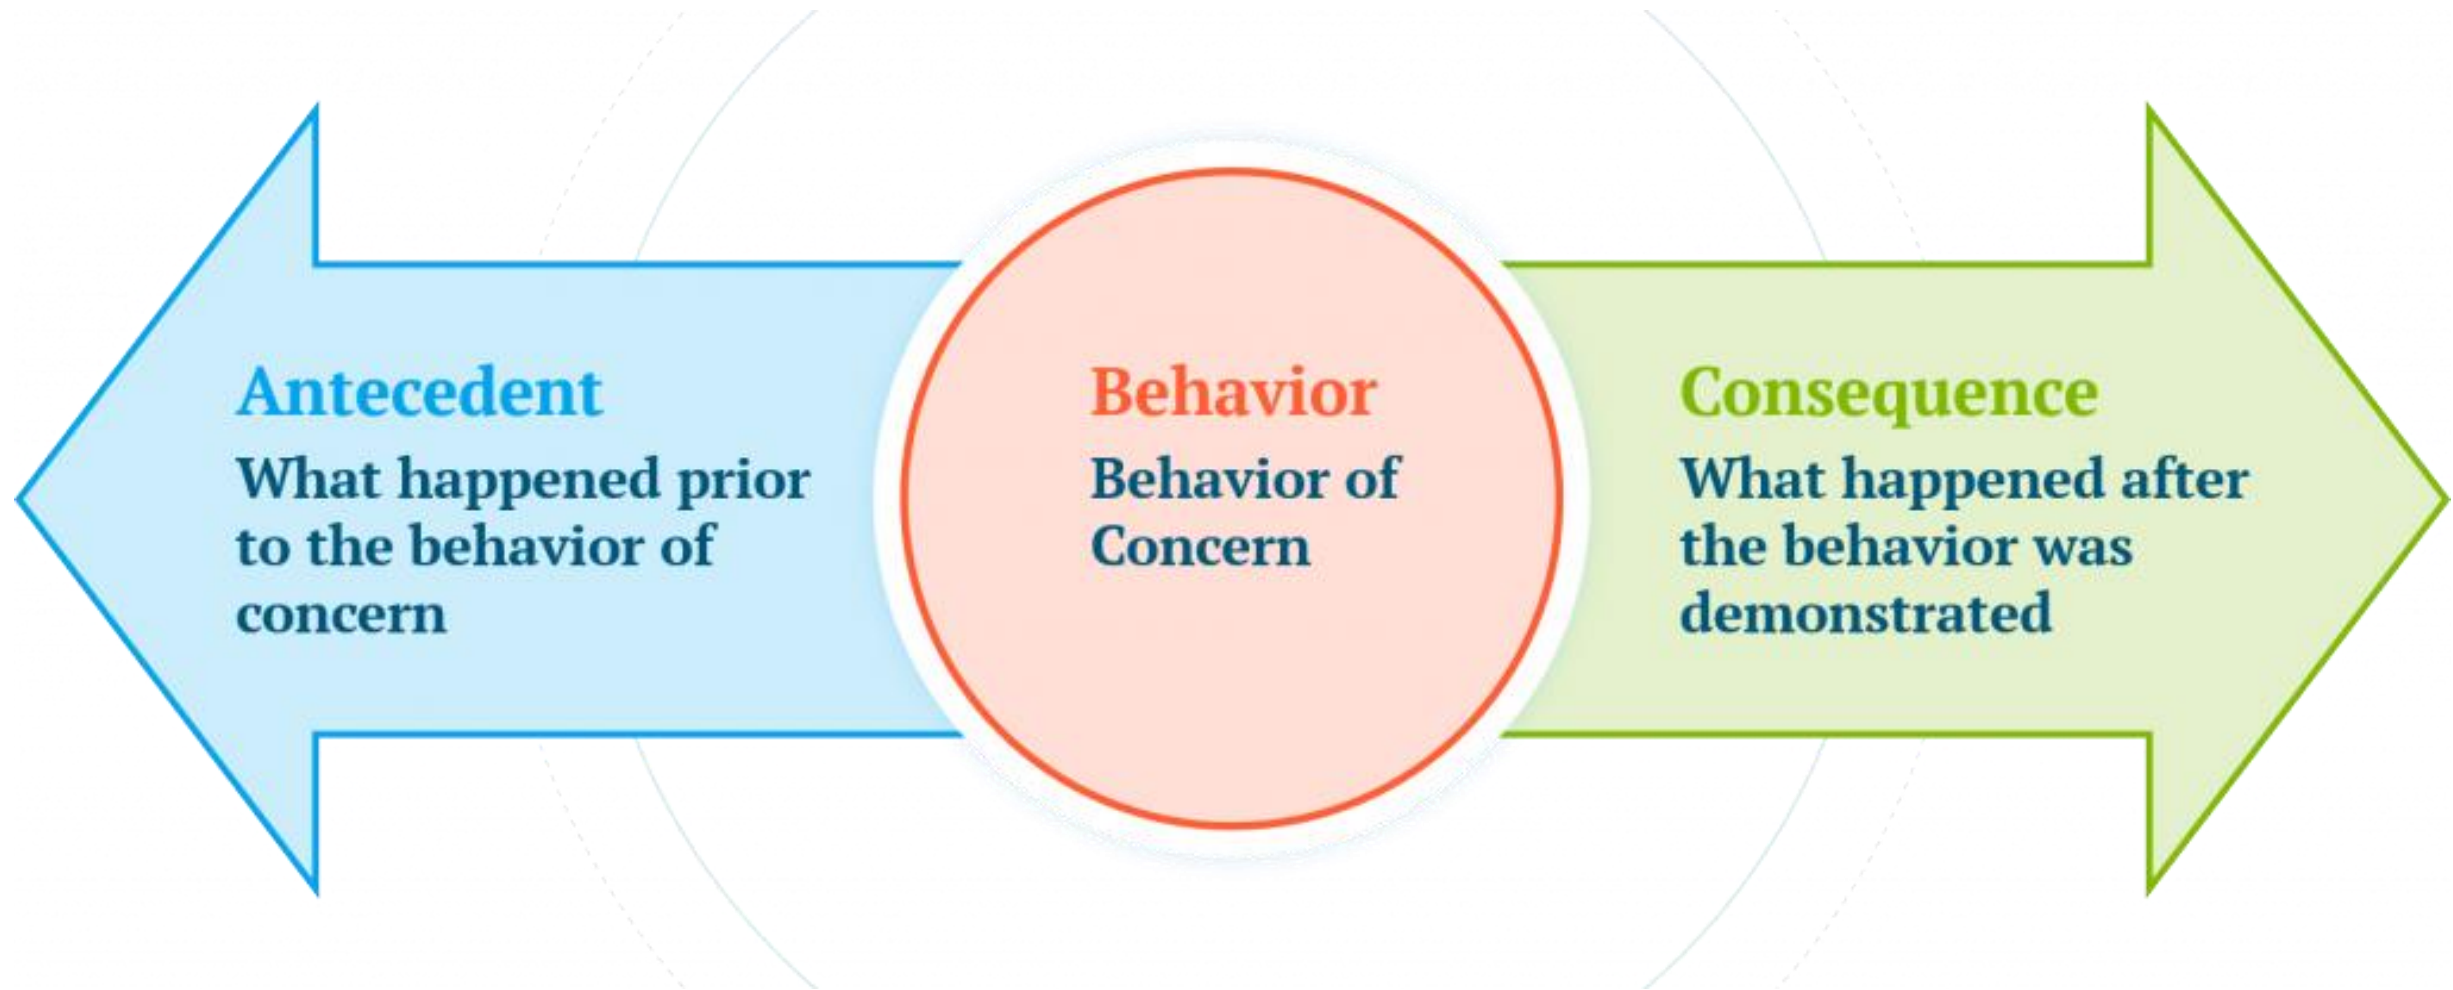 Antecedent
What happened prior
to the behavior of
concern
Behavior
Behavior of
Concern
Consequence
What happened after
the behavior was
demonstrated